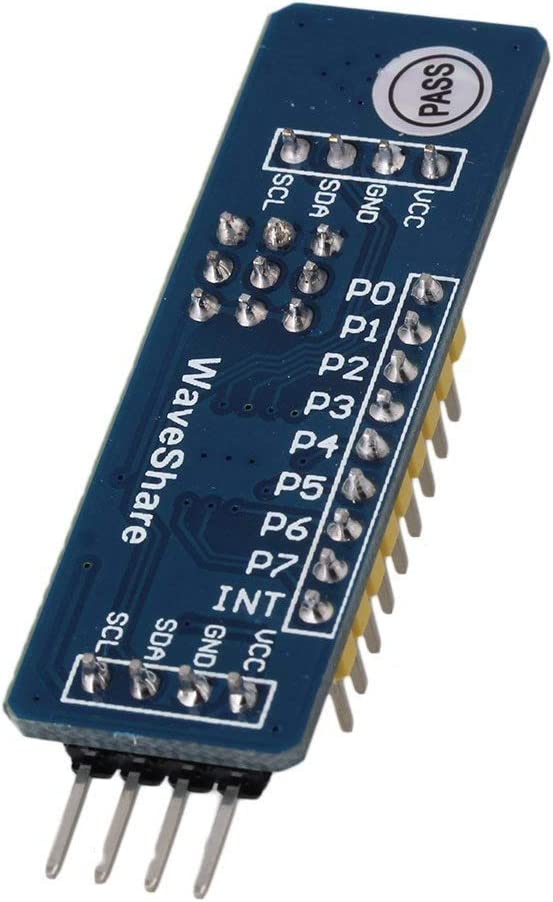 PASS
SCL
SDA
GND
VCC
P0
P1
P2
P3
P4
P5
P6
P7
INT
WaveShare
SCL
SDA
GND
VCC